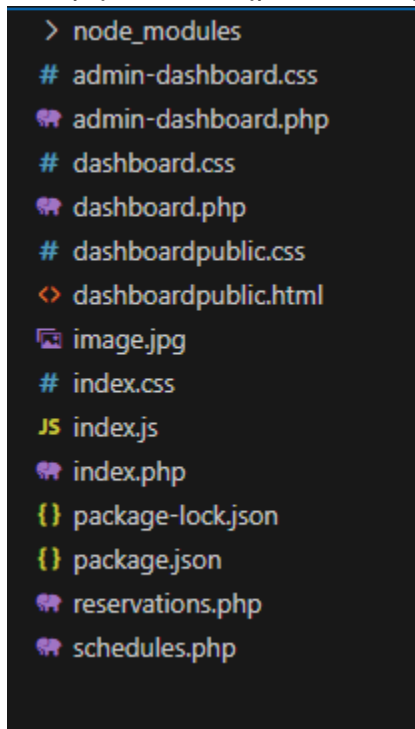 > node_modules
# admin-dashboard.css
admin-dashboard.php
# dashboard.css
dashboard.php
# dashboardpublic.css
<> dashboardpublic.html
image.jpg
# index.css
JS index.js
index.php
{} package-lock.json
{} package.json
reservations.php
schedules.php